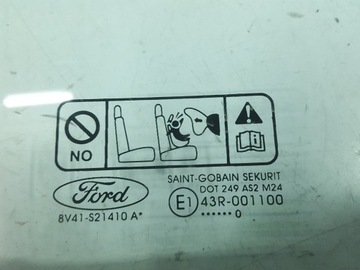 NO
SAINT-GOBAIN SEKURIT
DOT 249 AS2 M24
Ford
8V41-S21410 A*
E1 43R-001100
•••••• 0